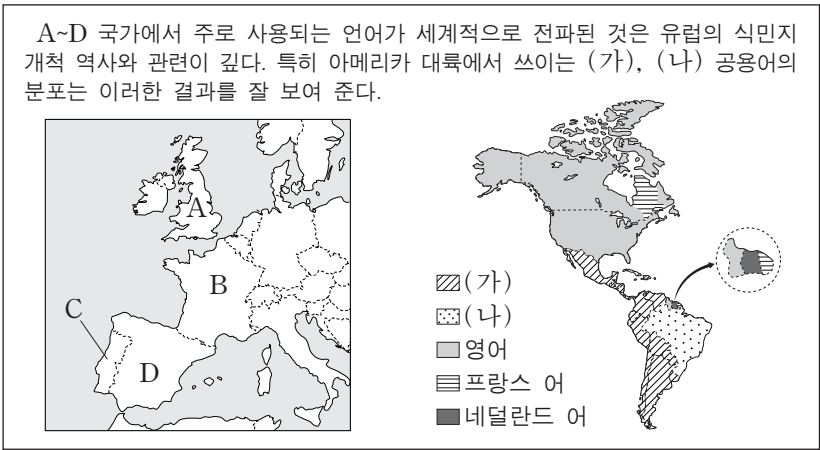 A~D 국가에서 주로 사용되는 언어가 세계적으로 전파된 것은 유럽의 식민지
개척 역사와 관련이 깊다. 특히 아메리카 대륙에서 쓰이는 (가), (나) 공용어의
분포는 이러한 결과를 잘 보여 준다.
A
B
C
D
(가)
(나)
영어
프랑스 어
네덜란드 어